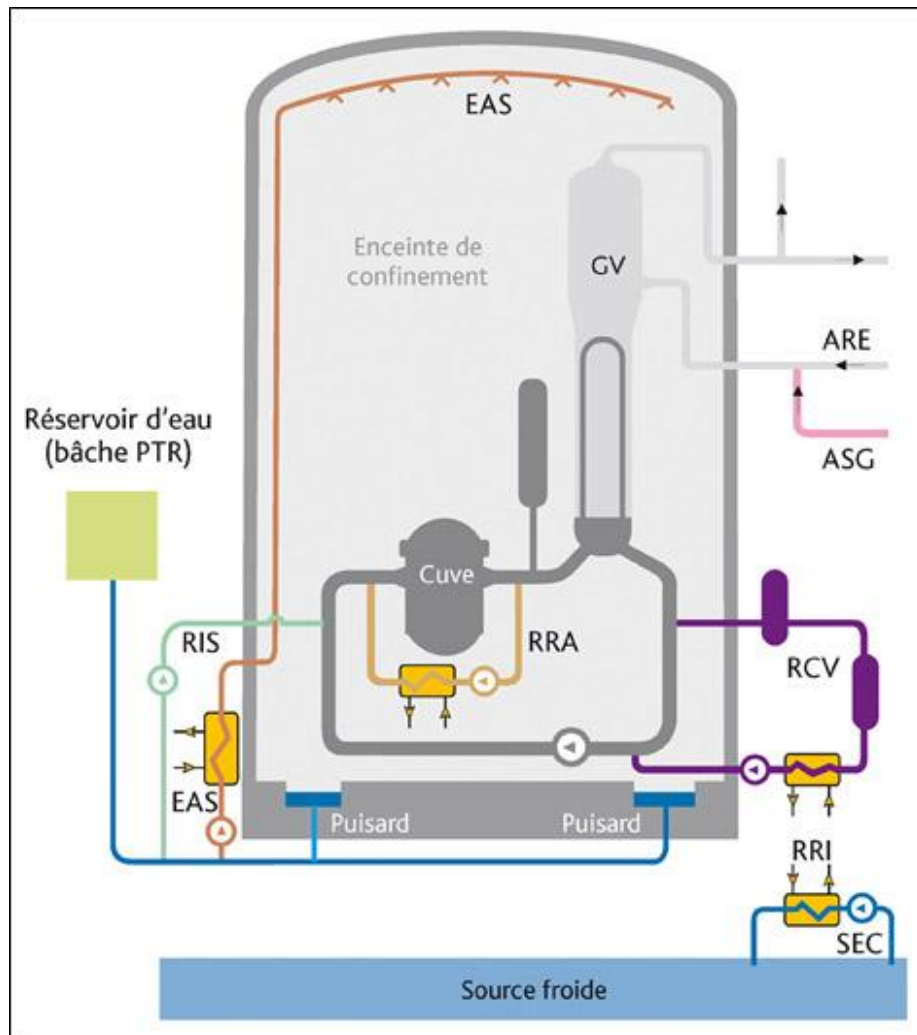 EAS
Enceinte de
confinement
GV
ARE
ASG
Réservoir d'eau
(bâche PTR)
Cuve
RIS
RRA
RCV
EAS
Puisard
Puisard
RRI
SEC
Source froide